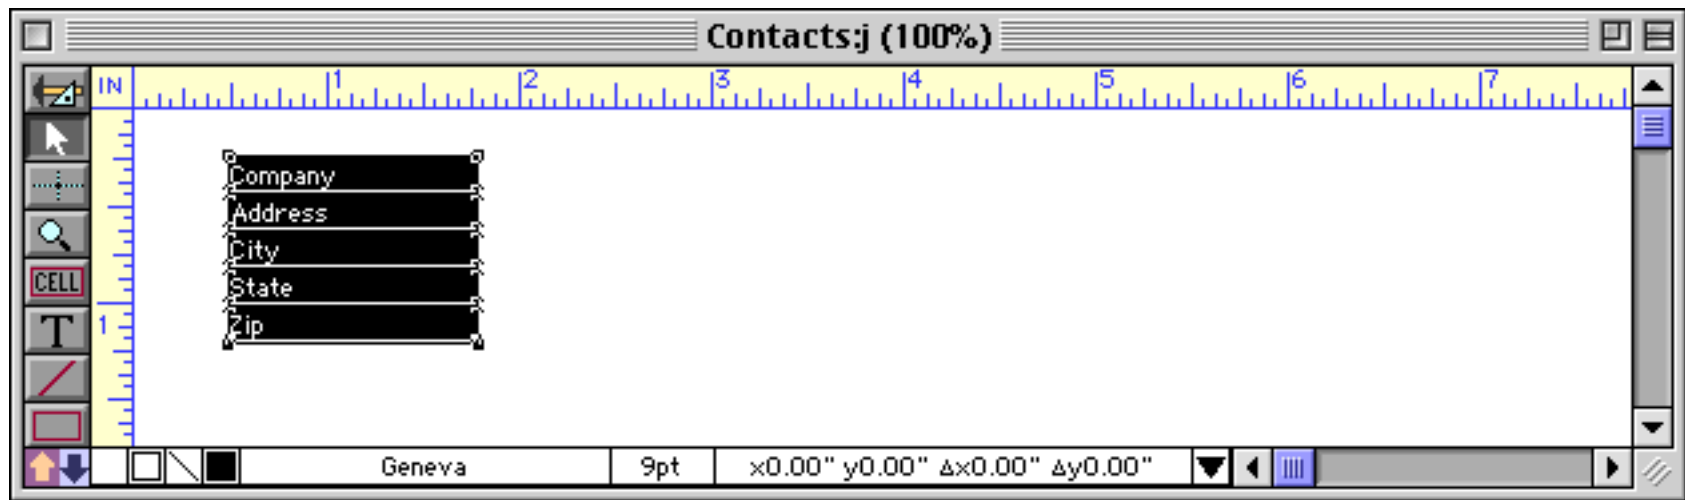 Contacts:j (100%)
IN 1 2 3 4 5 6 7
Company
Address
City
State
Zip
CELL
T
1
Geneva 9pt x0.00" y0.00" Δx0.00" Δy0.00"